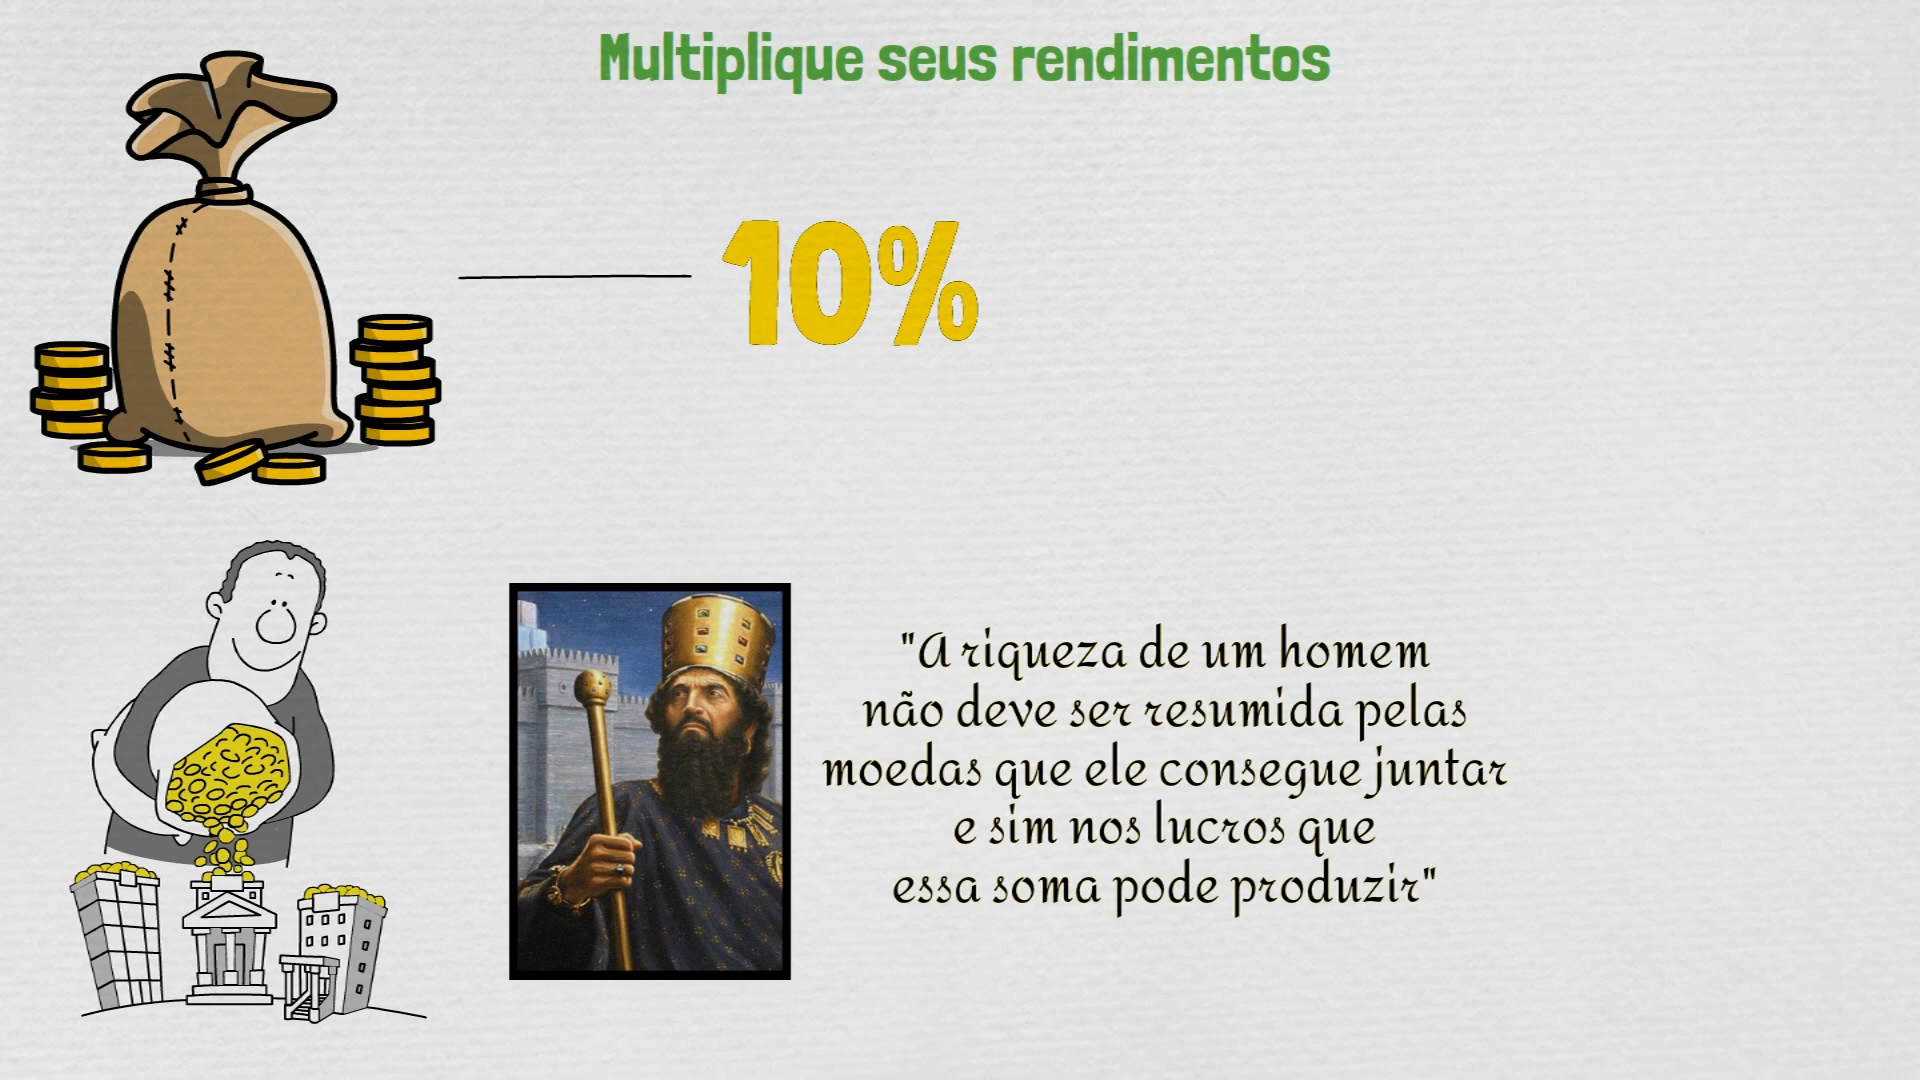 Multiplique seus rendimentos
10%
"A riqueza de um homem
não deve ser resumida pelas
moedas que ele consegue juntar
e sim nos lucros que
essa soma pode produzir"